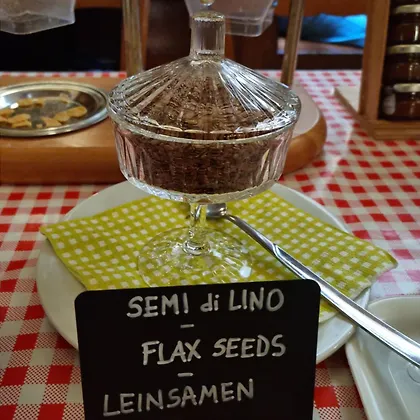 SEMI di LINO
–
FLAX SEEDS
–
LEINSAMEN